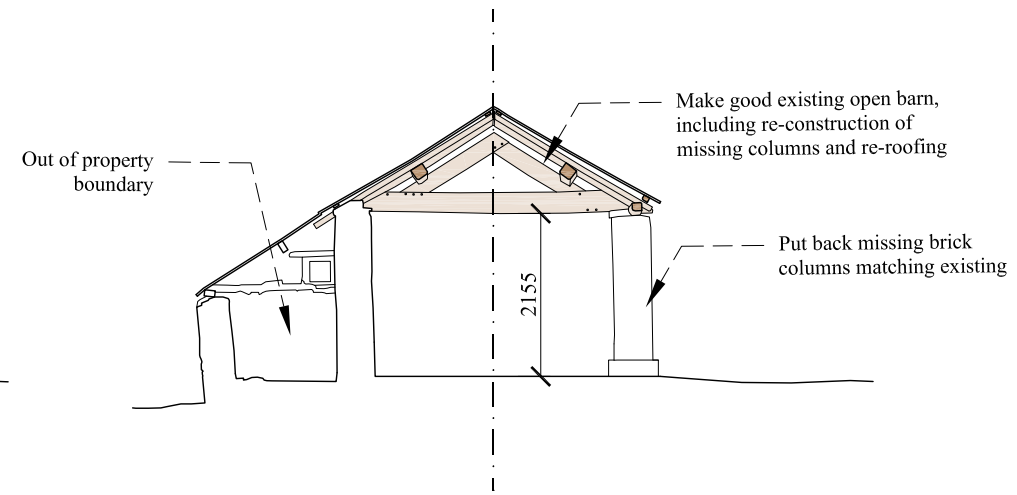 Make good existing open barn,
including re-construction of
missing columns and re-roofing
Out of property
boundary
Put back missing brick
columns matching existing
2155